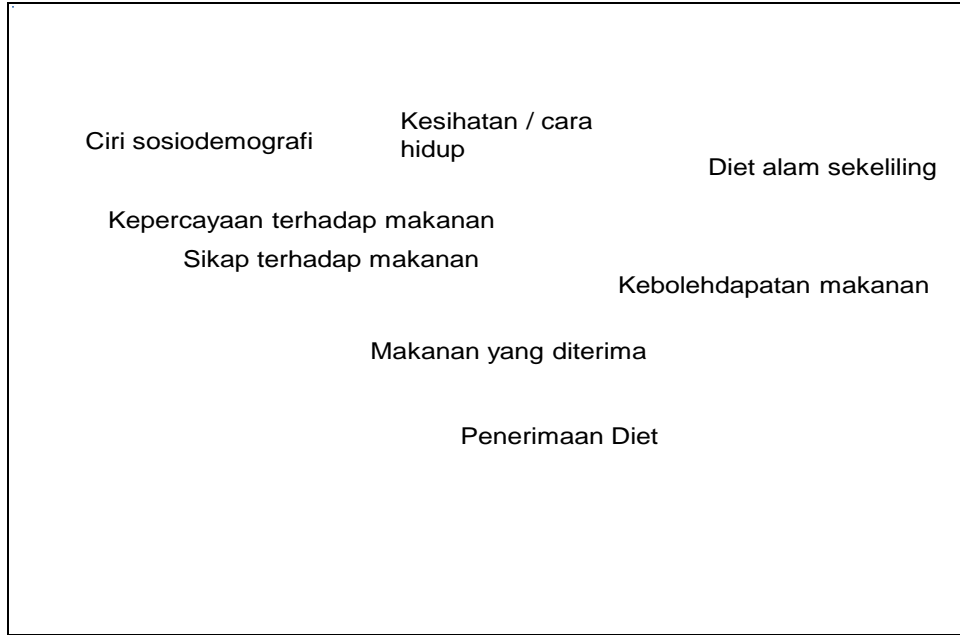 Ciri sosiodemografi
Kesihatan / cara
hidup
Diet alam sekeliling
Kepercayaan terhadap makanan
Sikap terhadap makanan
Kebolehdapatan makanan
Makanan yang diterima
Penerimaan Diet